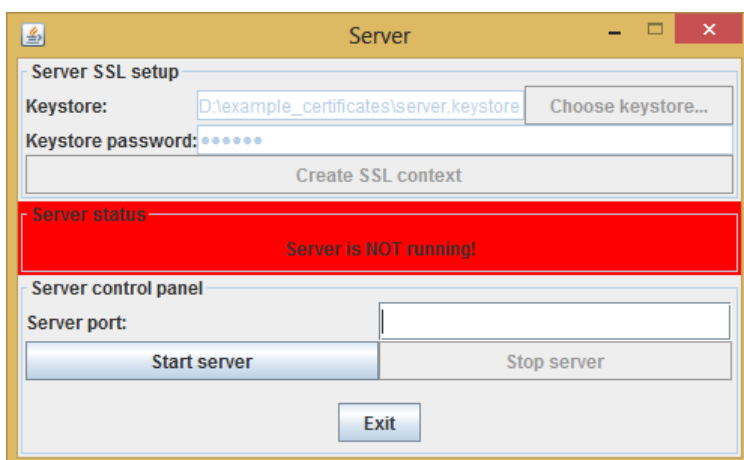 Server
Server SSL setup
Keystore: D:\example_certificates\server.keystore Choose keystore...
Keystore password: ●●●●●●
Create SSL context
Server status
Server is NOT running!
Server control panel
Server port:
Start server Stop server
Exit